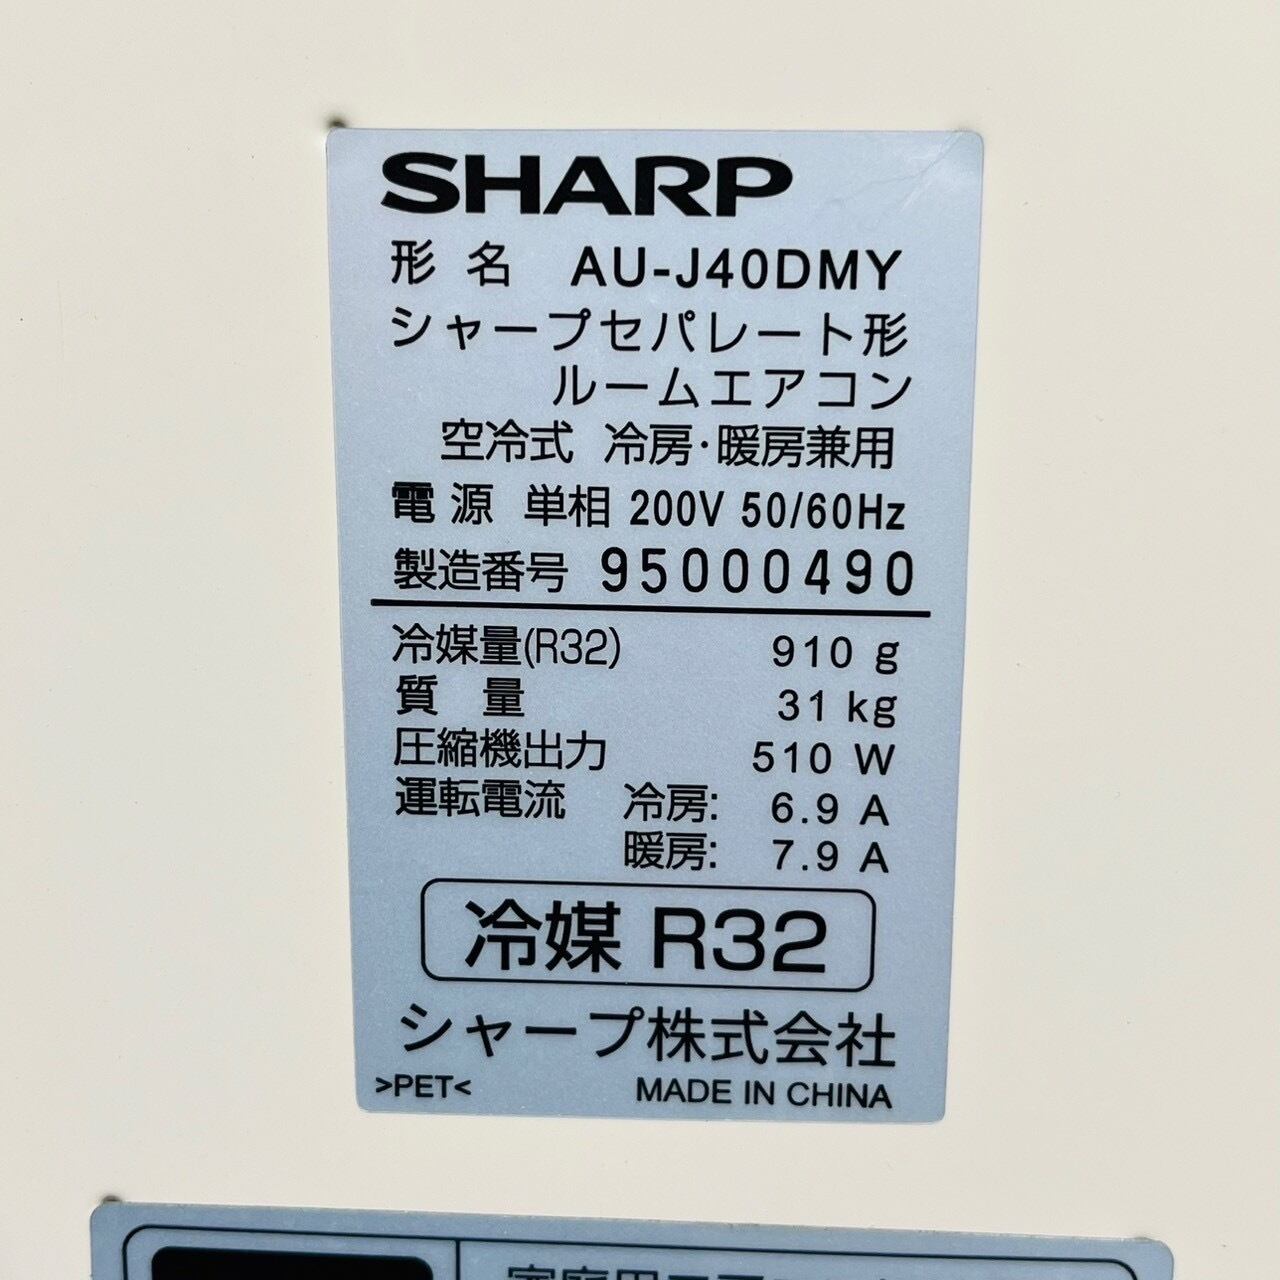 SHARP
形名 AU-J40DMY
シャープセパレート形
ルームエアコン
空冷式 冷房・暖房兼用
電源 単相 200V 50/60Hz
製造番号 95000490
冷媒量(R32) 910 g
質量 31 kg
圧縮機出力 510 W
運転電流 冷房: 6.9 A
暖房: 7.9 A
冷媒 R32
シャープ株式会社
>PET< MADE IN CHINA